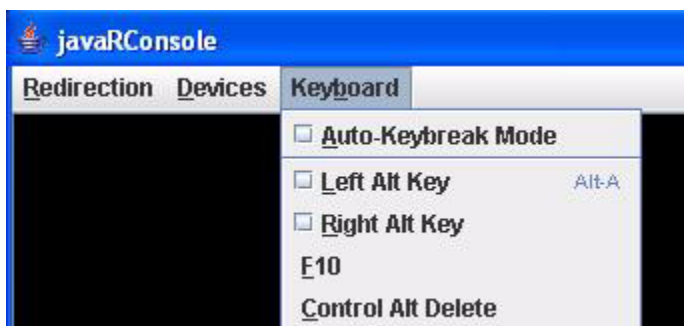 javaRConsole
Redirection Devices Keyboard
Auto-Keybreak Mode
Left Alt Key Alt-A
Right Alt Key
F10
Control Alt Delete